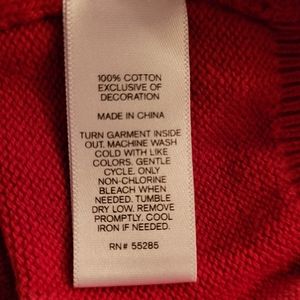 100% COTTON
EXCLUSIVE OF
DECORATION
MADE IN CHINA
TURN GARMENT INSIDE
OUT. MACHINE WASH
COLD WITH LIKE
COLORS. GENTLE
CYCLE. ONLY
NON-CHLORINE
BLEACH WHEN
NEEDED. TUMBLE
DRY LOW. REMOVE
PROMPTLY. COOL
IRON IF NEEDED.
RN# 55285